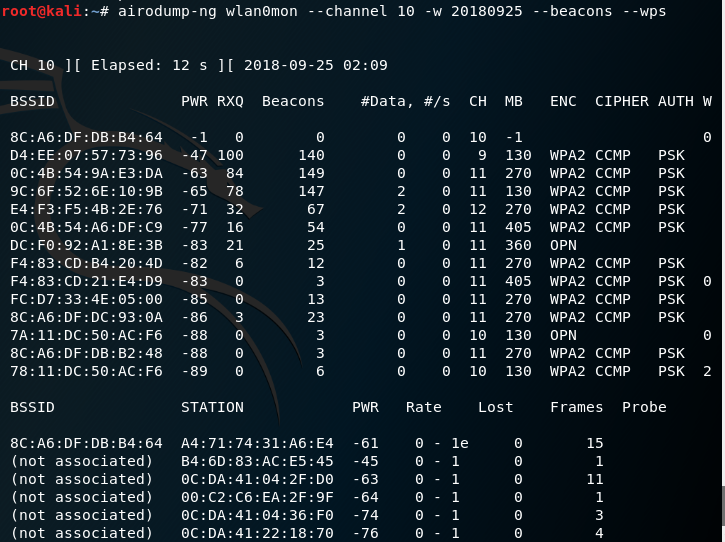 root@kali:~# airodump-ng wlan0mon --channel 10 -w 20180925 --beacons --wps
CH 10 ][ Elapsed: 12 s ][ 2018-09-25 02:09
BSSID PWR RXQ Beacons #Data, #/s CH MB ENC CIPHER AUTH W
8C:A6:DF:DB:B4:64 -1 0 0 0 0 10 -1 0
D4:EE:07:57:73:96 -47 100 140 0 0 9 130 WPA2 CCMP PSK
0C:4B:54:9A:E3:DA -63 84 149 0 0 11 270 WPA2 CCMP PSK
9C:6F:52:6E:10:9B -65 78 147 2 0 11 130 WPA2 CCMP PSK
E4:F3:F5:4B:2E:76 -71 32 67 2 0 12 270 WPA2 CCMP PSK
0C:4B:54:A6:DF:C9 -77 16 54 0 0 11 405 WPA2 CCMP PSK
DC:F0:92:A1:8E:3B -83 21 25 1 0 11 360 OPN
F4:83:CD:B4:20:4D -82 6 12 0 0 11 270 WPA2 CCMP PSK
F4:83:CD:21:E4:D9 -83 0 3 0 0 11 405 WPA2 CCMP PSK 0
FC:D7:33:4E:05:00 -85 0 13 0 0 11 270 WPA2 CCMP PSK
8C:A6:DF:DC:93:0A -86 3 23 0 0 11 270 WPA2 CCMP PSK
7A:11:DC:50:AC:F6 -88 0 3 0 0 10 130 OPN 0
8C:A6:DF:DB:B2:48 -88 0 3 0 0 11 270 WPA2 CCMP PSK
78:11:DC:50:AC:F6 -89 0 6 0 0 10 130 WPA2 CCMP PSK 2
BSSID STATION PWR Rate Lost Frames Probe
8C:A6:DF:DB:B4:64 A4:71:74:31:A6:E4 -61 0 - 1e 0 15
(not associated) B4:6D:83:AC:E5:45 -45 0 - 1 0 1
(not associated) 0C:DA:41:04:2F:D0 -63 0 - 1 0 11
(not associated) 00:C2:C6:EA:2F:9F -64 0 - 1 0 1
(not associated) 0C:DA:41:04:36:F0 -74 0 - 1 0 3
(not associated) 0C:DA:41:22:18:70 -76 0 - 1 0 4